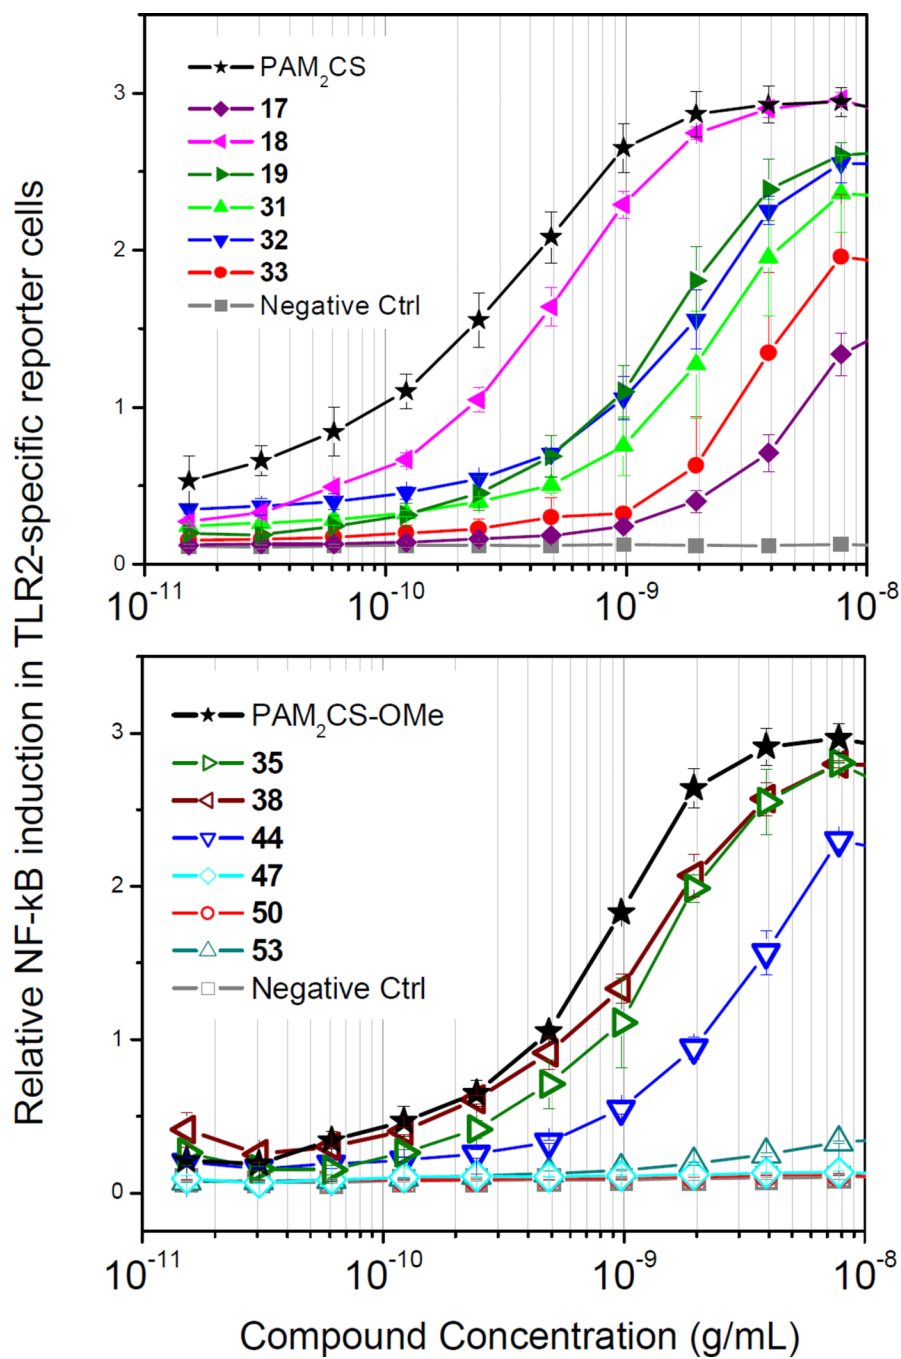 Relative NF-kB induction in TLR2-specific reporter cells
3
2
1
0
PAM₂CS
17
18
19
31
32
33
Negative Ctrl
10⁻¹¹ 10⁻¹⁰ 10⁻⁹ 10⁻⁸
3
2
1
0
PAM₂CS-OMe
35
38
44
47
50
53
Negative Ctrl
10⁻¹¹ 10⁻¹⁰ 10⁻⁹ 10⁻⁸
Compound Concentration (g/mL)